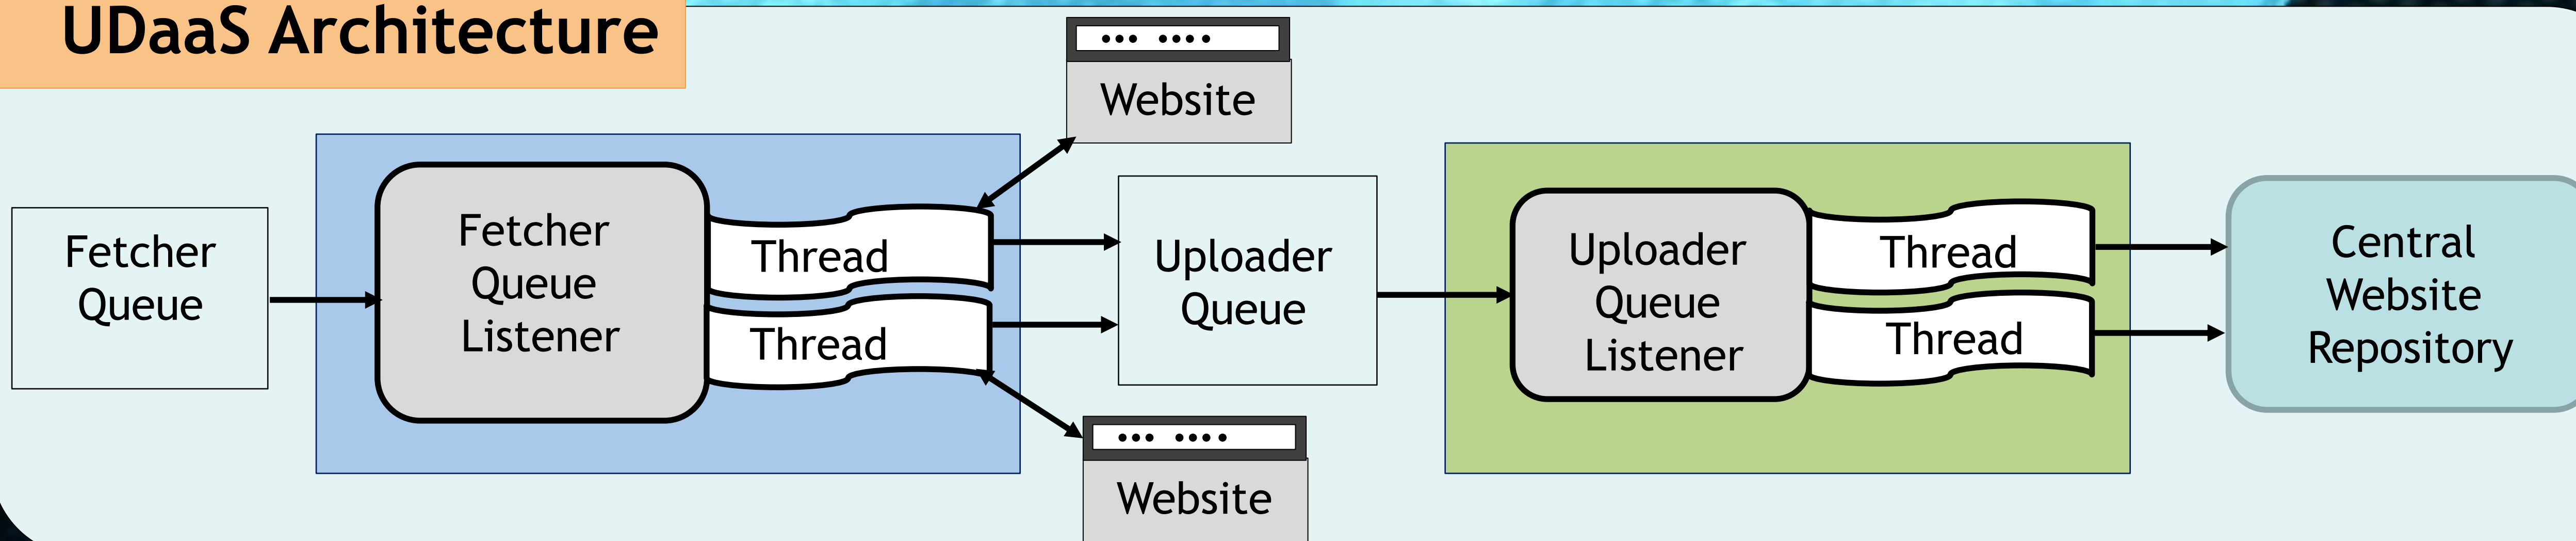 UDaaS Architecture
Website
Fetcher
Queue
Fetcher
Queue
Listener
Thread
Thread
Uploader
Queue
Website
Uploader
Queue
Listener
Thread
Thread
Central
Website
Repository